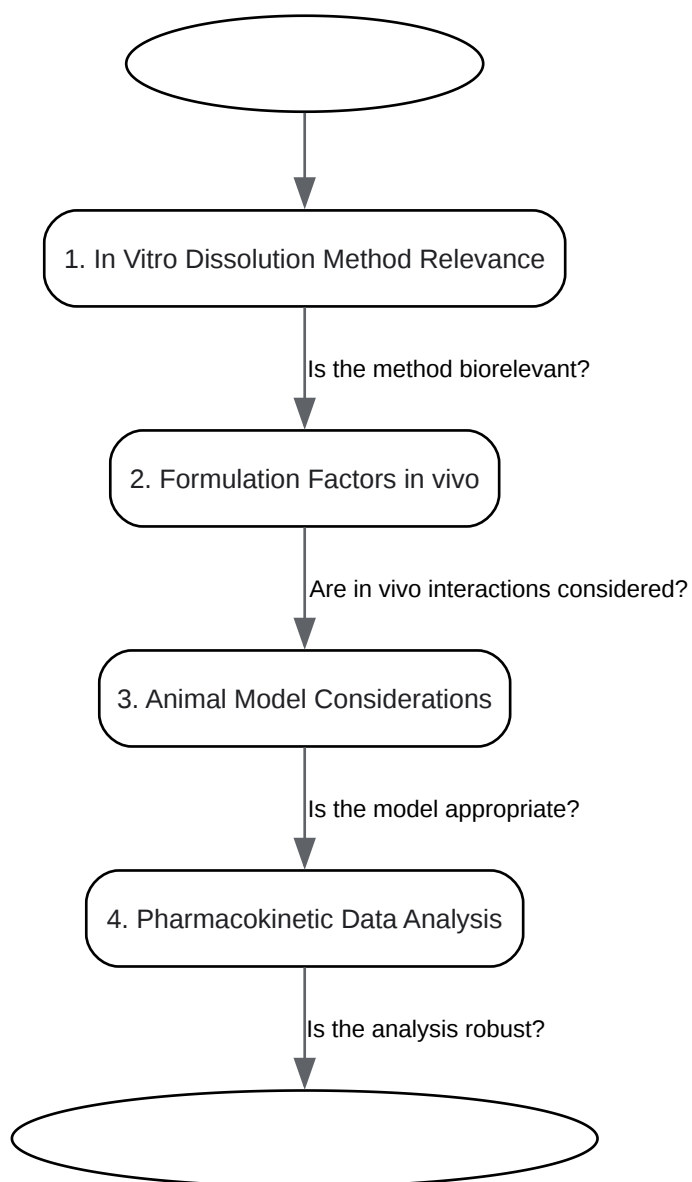 1. In Vitro Dissolution Method Relevance
Is the method biorelevant?
2. Formulation Factors in vivo
Are in vivo interactions considered?
3. Animal Model Considerations
Is the model appropriate?
4. Pharmacokinetic Data Analysis
Is the analysis robust?